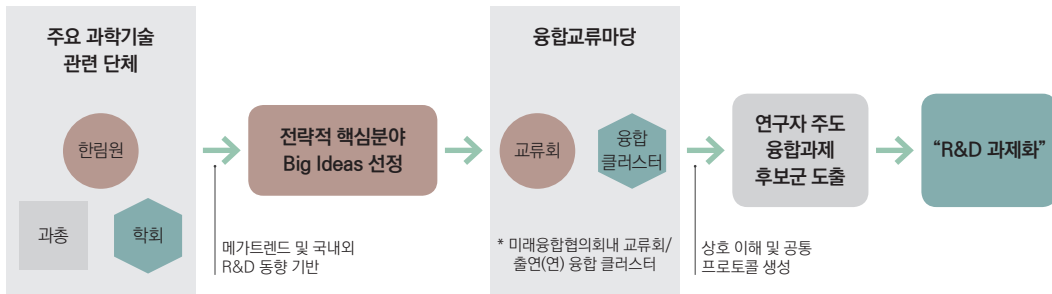 주요 과학기술
관련 단체
한림원
과총
학회
전략적 핵심분야
Big Ideas 선정
메가트렌드 및 국내외
R&D 동향 기반
융합교류마당
교류회
융합
클러스터
* 미래융합협의회내 교류회/
출연(연) 융합 클러스터
상호 이해 및 공통
프로토콜 생성
연구자 주도
융합과제
후보군 도출
“R&D 과제화”